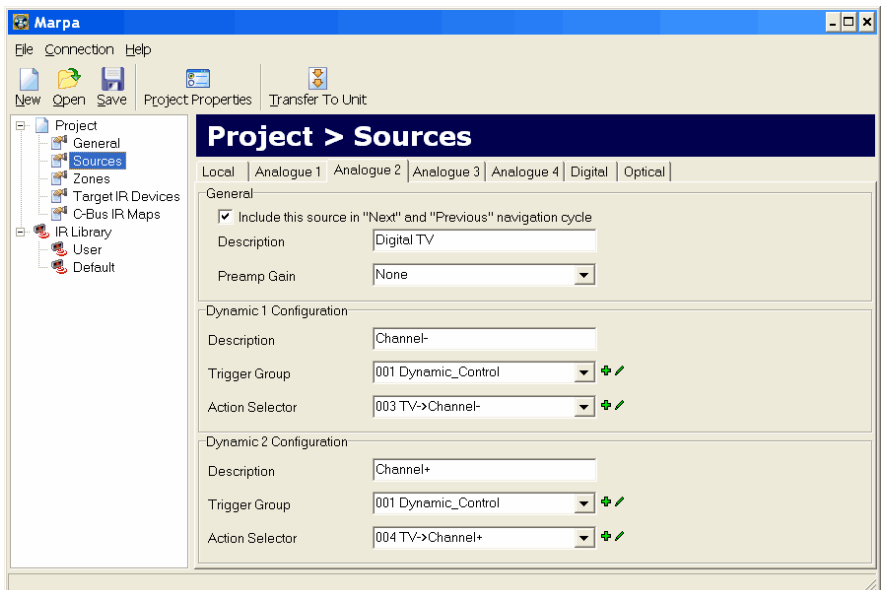 Marpa
File Connection Help
New Open Save Project Properties Transfer To Unit
Project
General
Sources
Zones
Target IR Devices
C-Bus IR Maps
IR Library
User
Default
Project > Sources
Local Analogue 1 Analogue 2 Analogue 3 Analogue 4 Digital Optical
General
Include this source in "Next" and "Previous" navigation cycle
Description Digital TV
Preamp Gain None
Dynamic 1 Configuration
Description Channel-
Trigger Group 001 Dynamic_Control
Action Selector 003 TV->Channel-
Dynamic 2 Configuration
Description Channel+
Trigger Group 001 Dynamic_Control
Action Selector 004 TV->Channel+